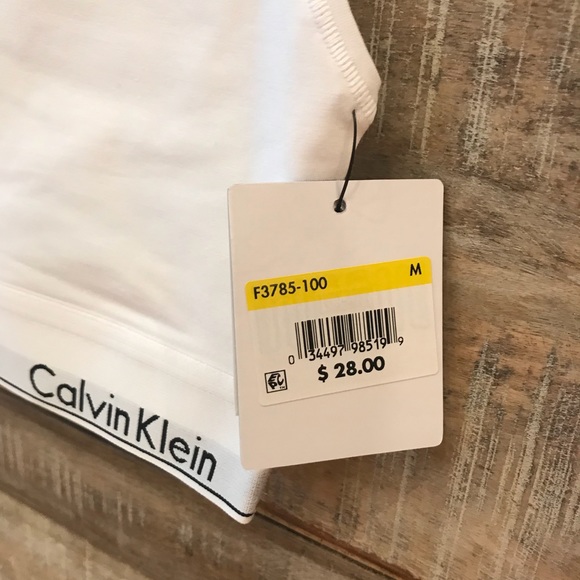 F3785-100 M
0 34497 98519 9
$ 28.00
Calvin Klein